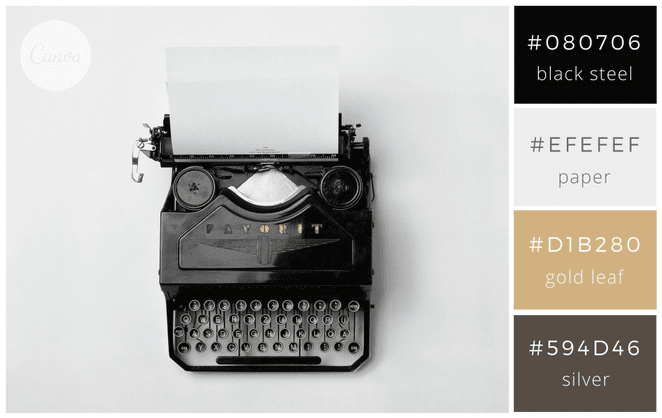 Canva
FAVORIT
#080706
black steel
#EFEFEF
paper
#D1B280
gold leaf
#594D46
silver